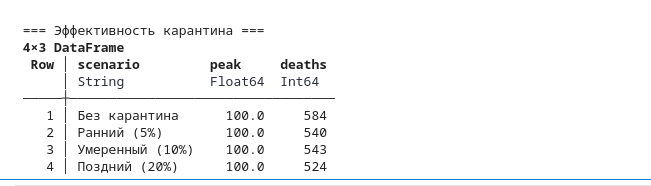 === Эффективность карантина ===
4×3 DataFrame
Row │ scenario peak deaths
│ String Float64 Int64
1 │ Без карантина 100.0 584
2 │ Ранний (5%) 100.0 540
3 │ Умеренный (10%) 100.0 543
4 │ Поздний (20%) 100.0 524